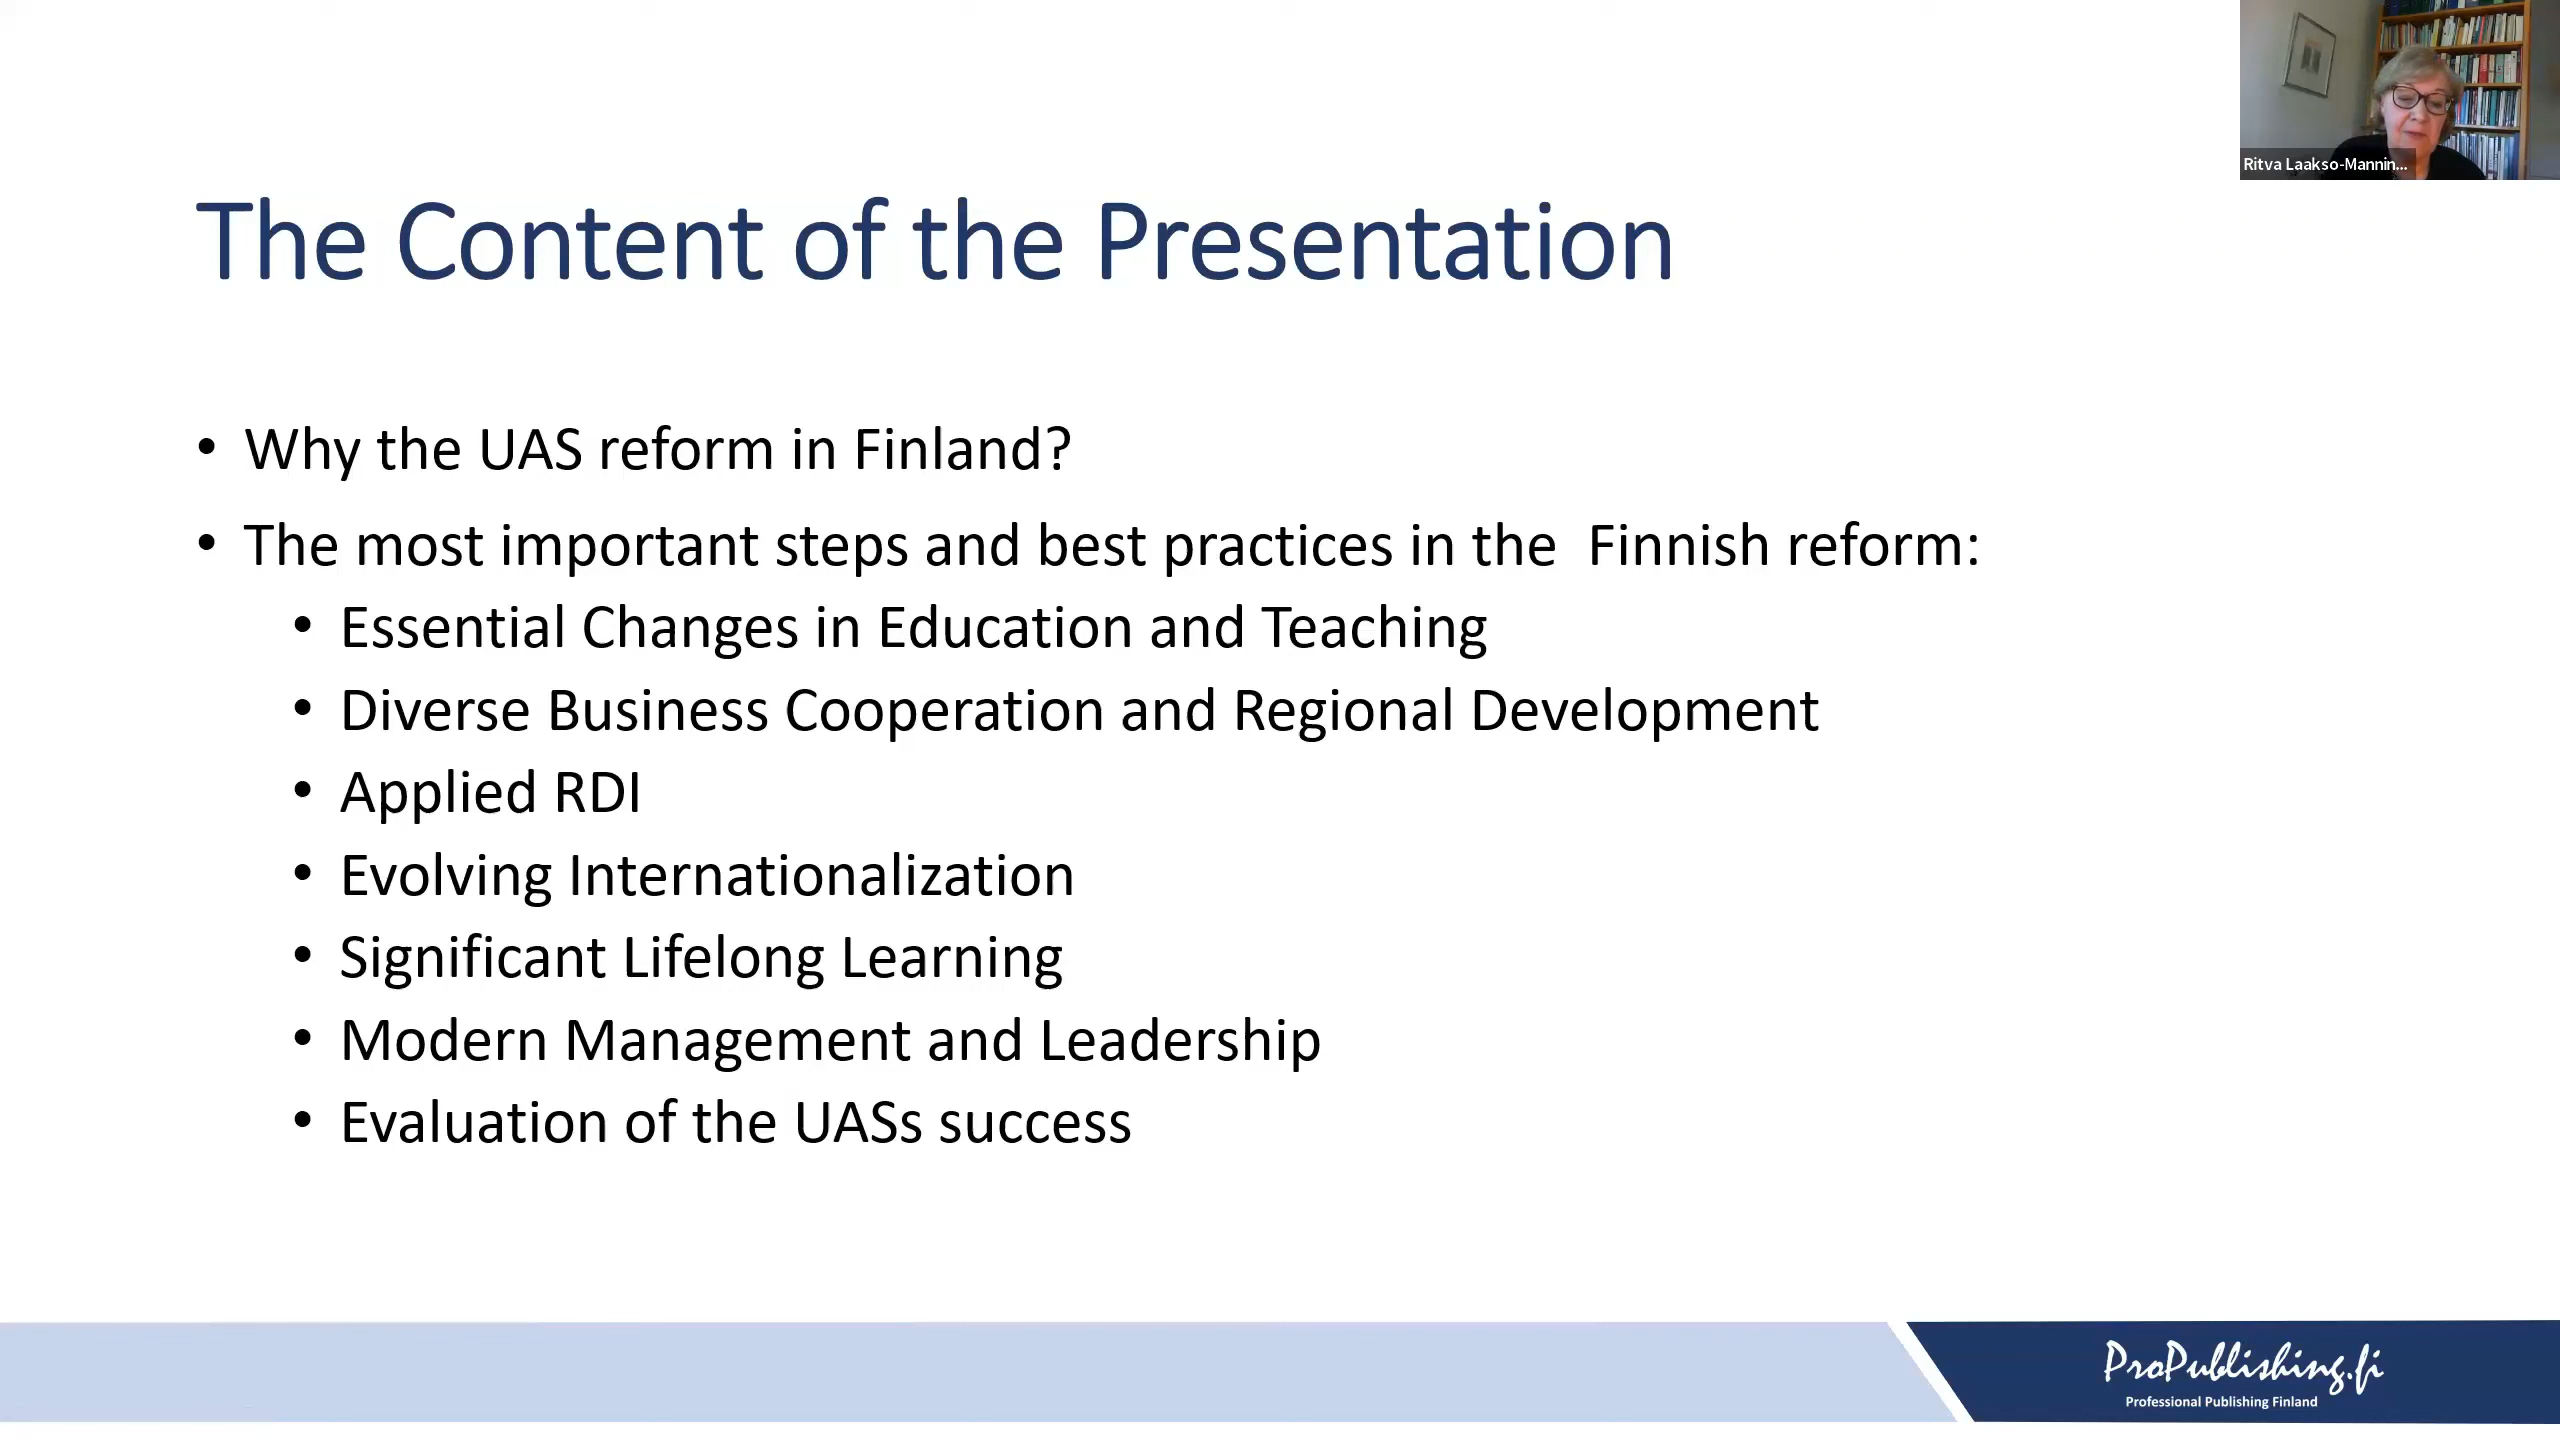 Ritva Laakso-Mannin...
The Content of the Presentation
• Why the UAS reform in Finland?
• The most important steps and best practices in the  Finnish reform:
• Essential Changes in Education and Teaching
• Diverse Business Cooperation and Regional Development
• Applied RDI
• Evolving Internationalization
• Significant Lifelong Learning
• Modern Management and Leadership
• Evaluation of the UASs success
ProPublishing.fi
Professional Publishing Finland